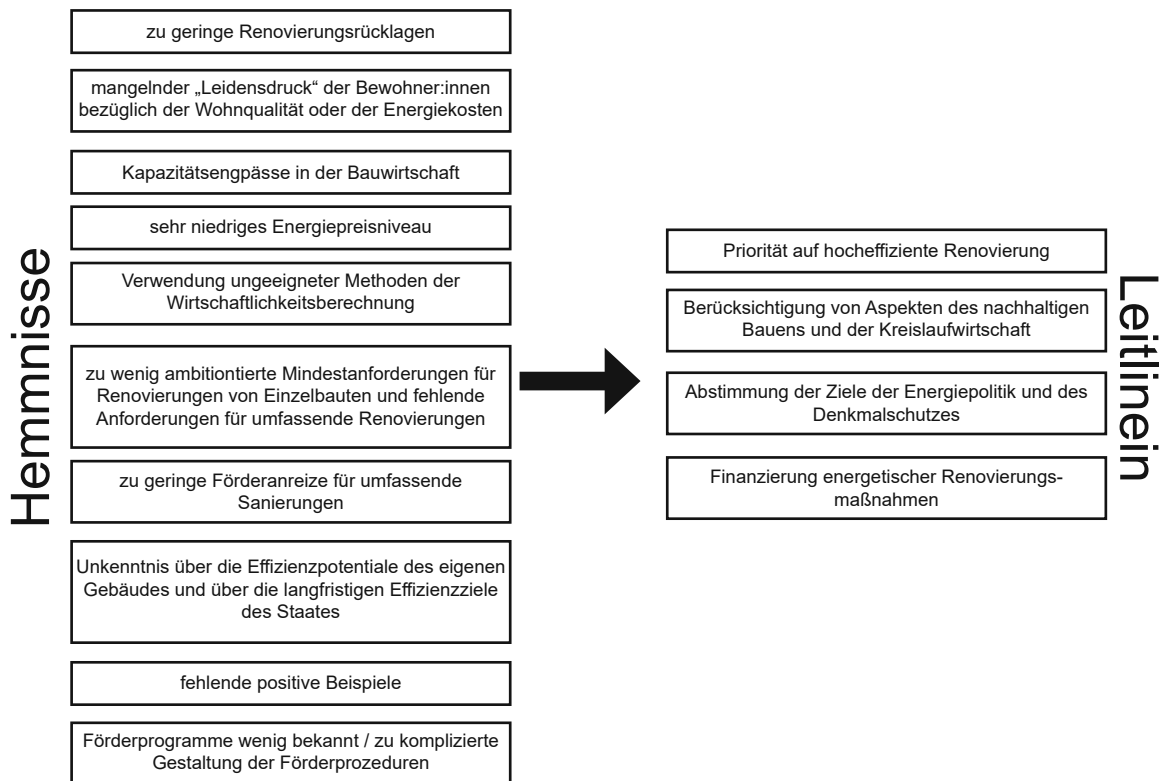 Hemmnisse
zu geringe Renovierungsrücklagen
mangelnder „Leidensdruck“ der Bewohner:innen
bezüglich der Wohnqualität oder der Energiekosten
Kapazitätsengpässe in der Bauwirtschaft
sehr niedriges Energiepreisniveau
Verwendung ungeeigneter Methoden der
Wirtschaftlichkeitsberechnung
zu wenig ambitiontierte Mindestanforderungen für
Renovierungen von Einzelbauten und fehlende
Anforderungen für umfassende Renovierungen
zu geringe Förderanreize für umfassende
Sanierungen
Unkenntnis über die Effizienzpotentiale des eigenen
Gebäudes und über die langfristigen Effizienzziele
des Staates
fehlende positive Beispiele
Förderprogramme wenig bekannt / zu komplizierte
Gestaltung der Förderprozeduren
Priorität auf hocheffiziente Renovierung
Berücksichtigung von Aspekten des nachhaltigen
Bauens und der Kreislaufwirtschaft
Abstimmung der Ziele der Energiepolitik und des
Denkmalschutzes
Finanzierung energetischer Renovierungs-
maßnahmen
Leitlinein